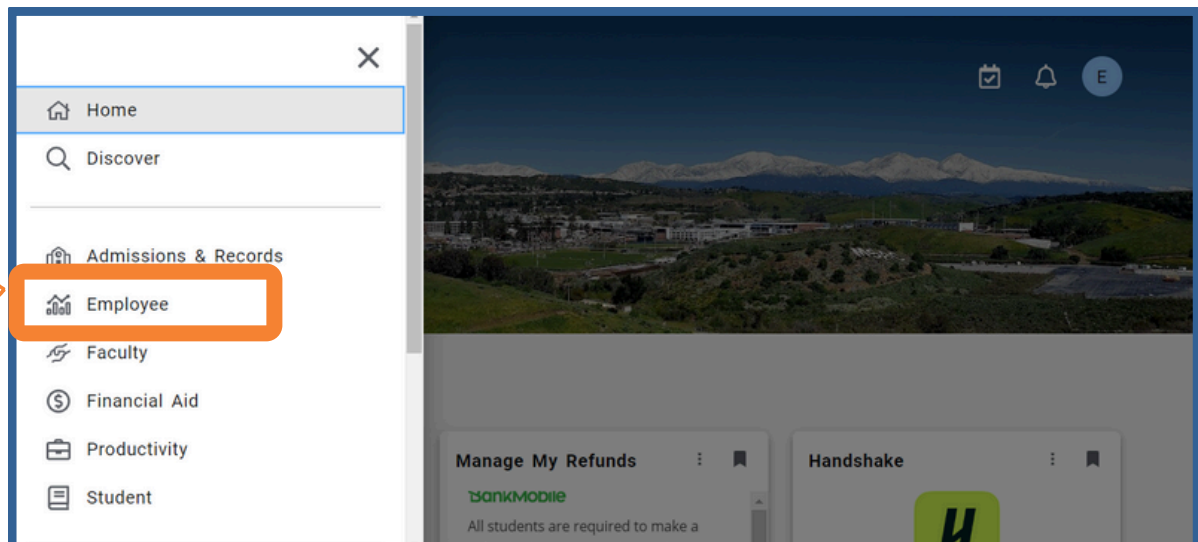 Home
Discover
Admissions & Records
Employee
Faculty
Financial Aid
Productivity
Student
E
Manage My Refunds
BankMobile
All students are required to make a
Handshake